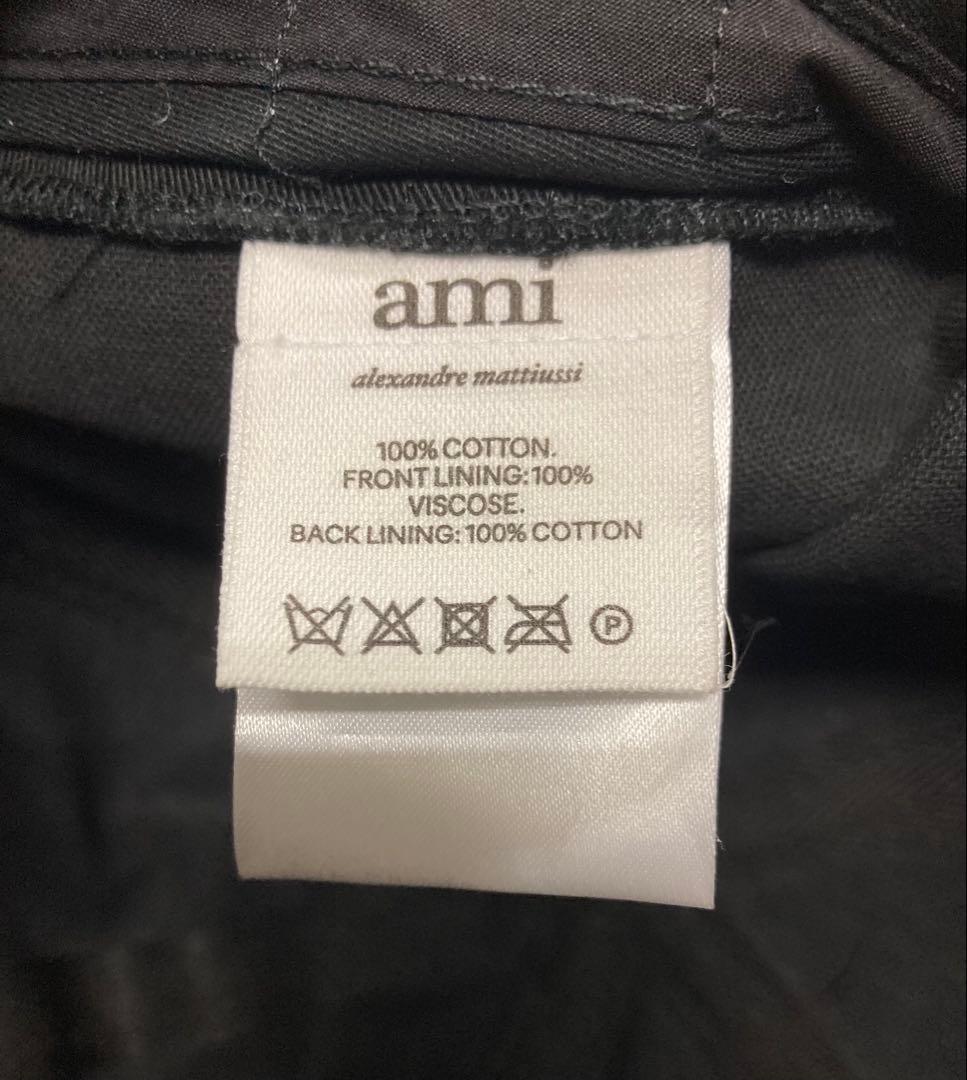 ami
alexandre mattiussi
100% COTTON.
FRONT LINING:100%
VISCOSE.
BACK LINING: 100% COTTON
P